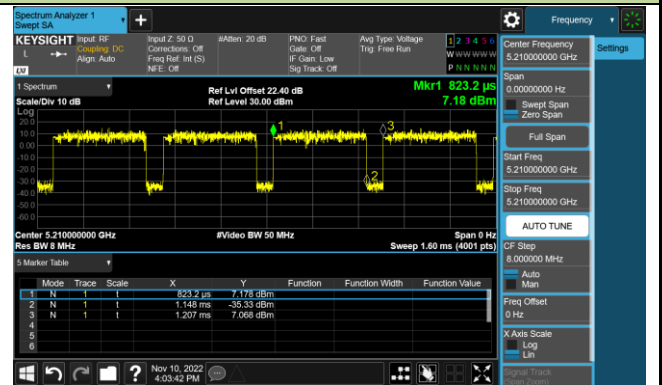 Spectrum Analyzer 1
Swept SA
Frequency
KEYSIGHT
L
LXI
Input: RF
Coupling: DC
Align: Auto
Input Z: 50 Ω
Corrections: Off
Freq Ref: Int (S)
NFE: Off
#Atten: 20 dB
PNO: Fast
Gate: Off
IF Gain: Low
Sig Track: Off
Avg Type: Voltage
Trig: Free Run
1 2 3 4 5 6
W W W W W W
P N N N N N
1 Spectrum
Scale/Div 10 dB
Ref Lvl Offset 22.40 dB
Ref Level 30.00 dBm
Mkr1 823.2 µs
7.18 dBm
Log
20.0
10.0
0.00
-10.0
-20.0
-30.0
-40.0
-50.0
-60.0
1
2
3
Center 5.210000000 GHz
Res BW 8 MHz
#Video BW 50 MHz
Span 0 Hz
Sweep 1.60 ms (4001 pts)
5 Marker Table
Mode Trace Scale X Y Function Function Width Function Value
1 N 1 t 823.2 µs 7.178 dBm
2 N 1 t 1.148 ms -35.33 dBm
3 N 1 t 1.207 ms 7.068 dBm
4
5
6
Nov 10, 2022
4:03:42 PM
Center Frequency
5.210000000 GHz
Settings
Span
0.00000000 Hz
Swept Span
Zero Span
Full Span
Start Freq
5.210000000 GHz
Stop Freq
5.210000000 GHz
AUTO TUNE
CF Step
8.000000 MHz
Auto
Man
Freq Offset
0 Hz
X Axis Scale
Log
Lin
Signal Track
(Span Zoom)